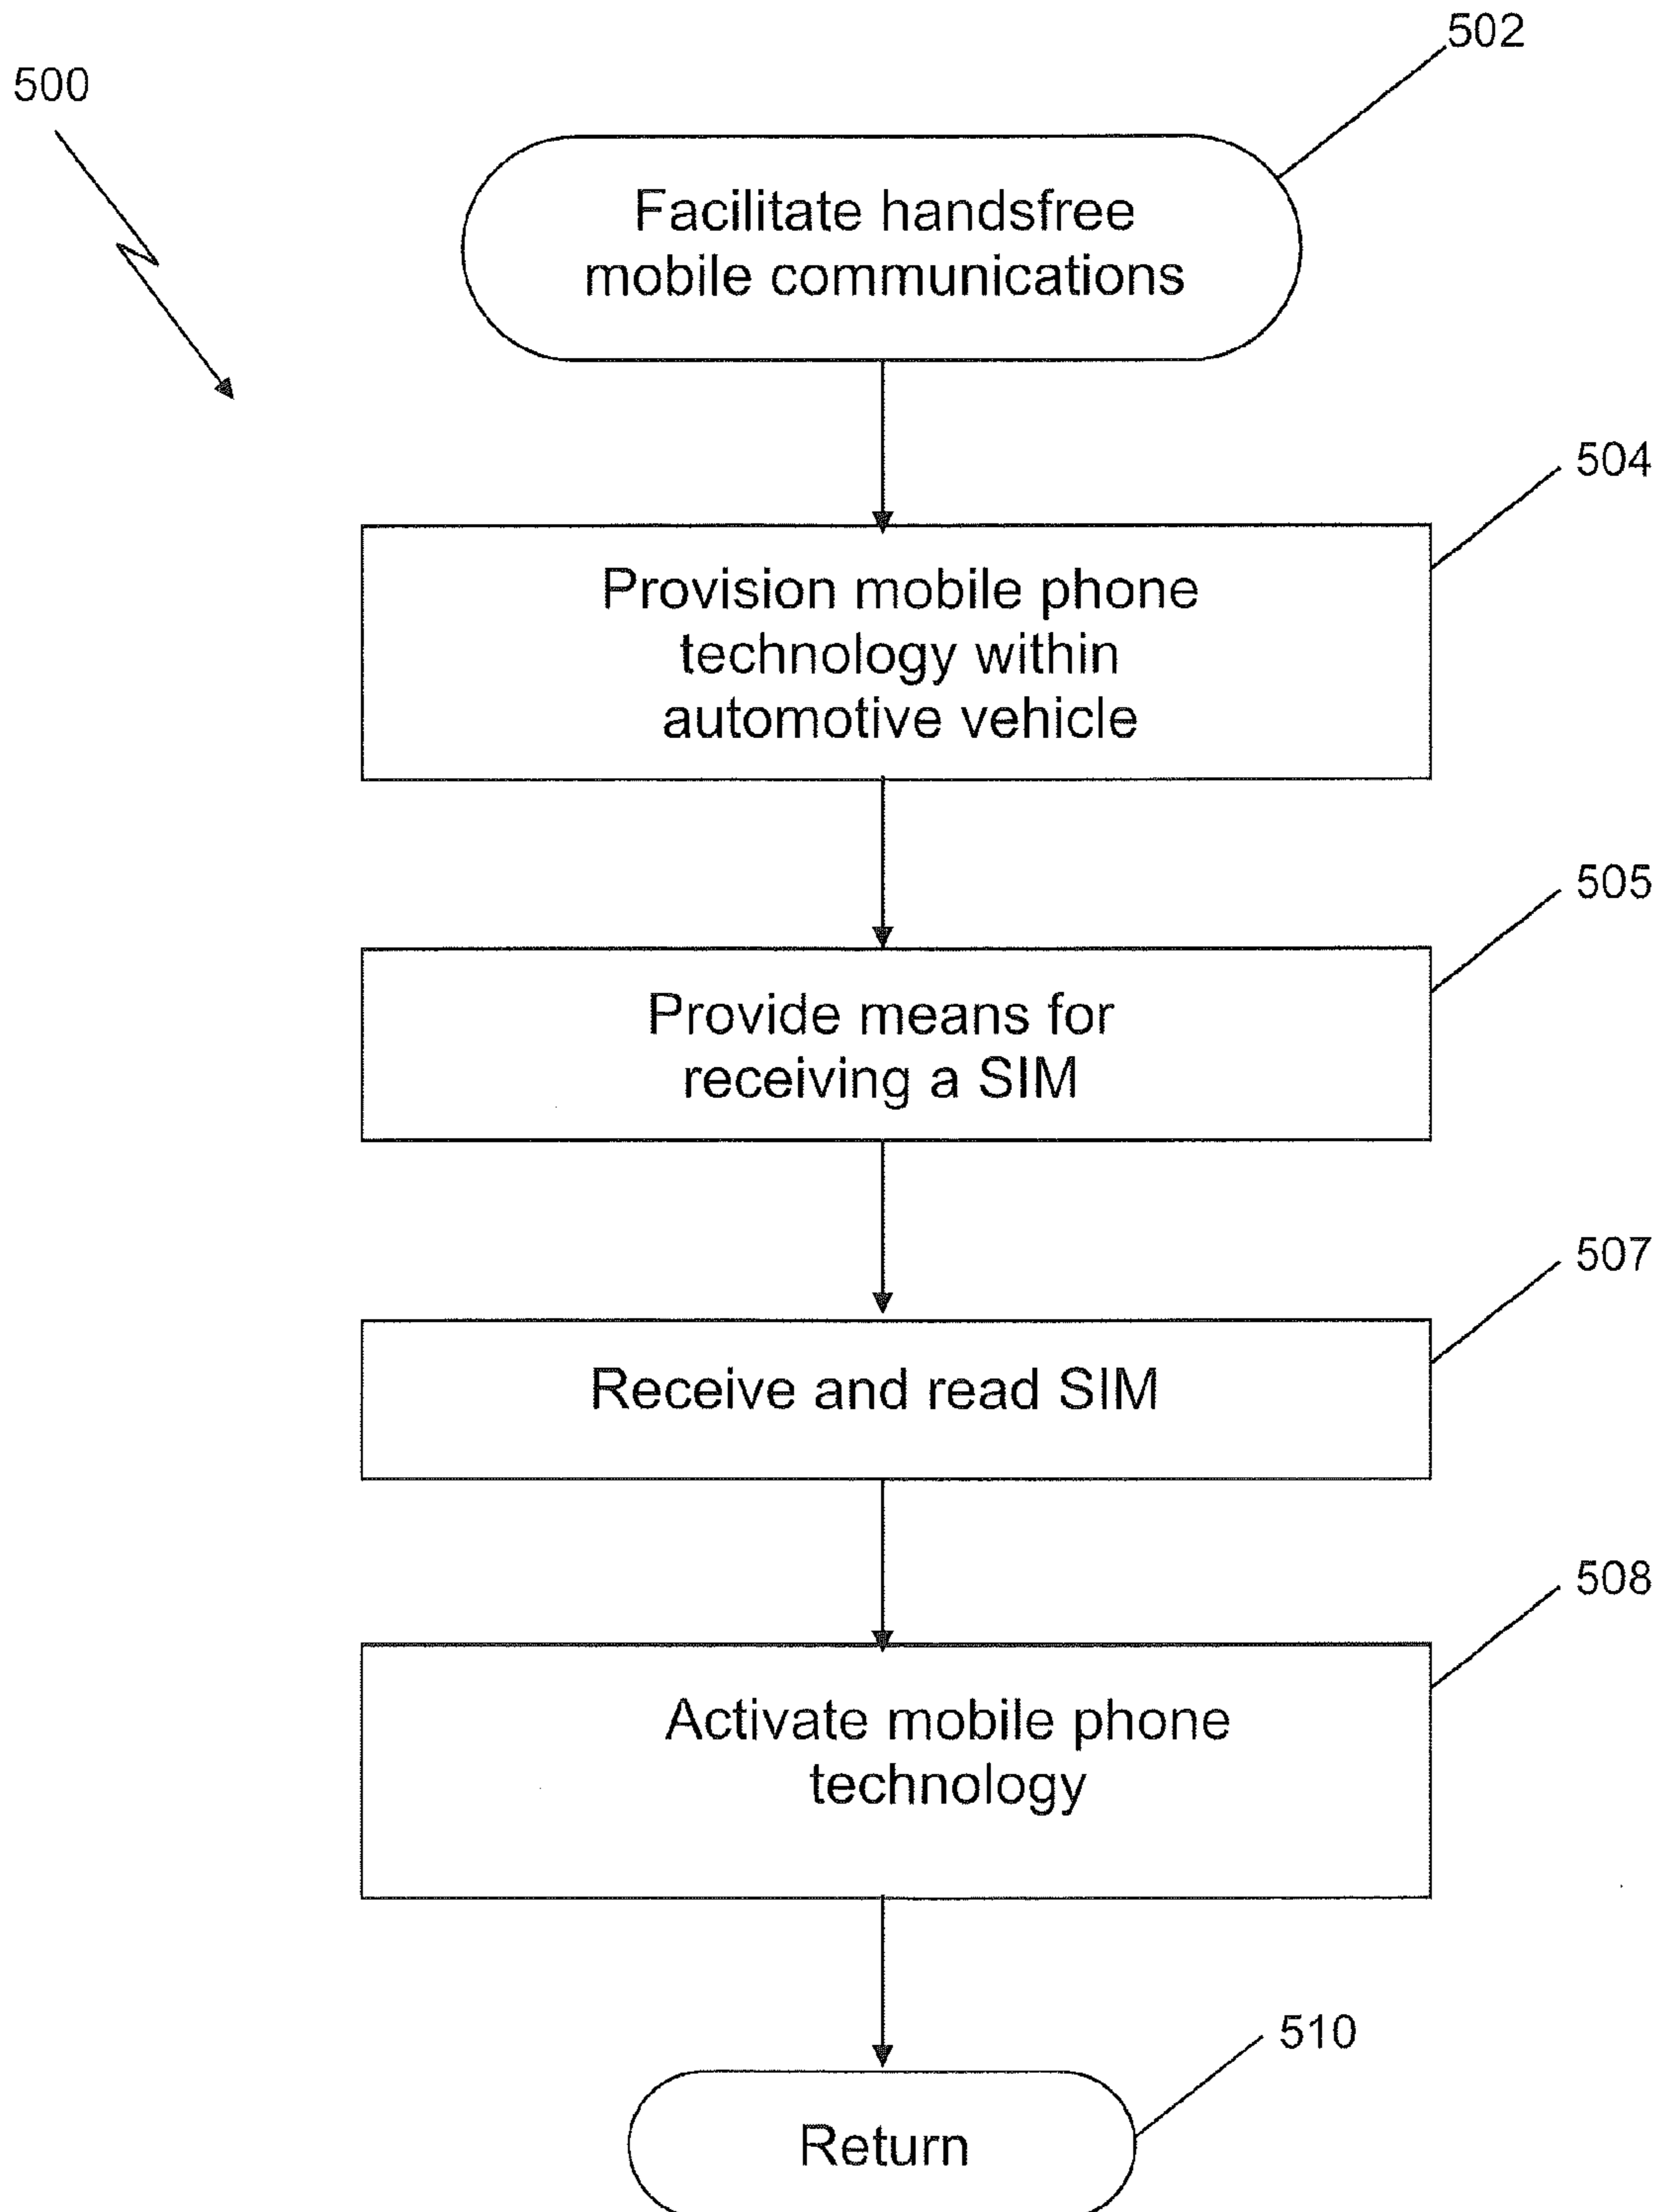 502
500
Facilitate handsfree
mobile communications
504
Provision mobile phone
technology within
automotive vehicle
505
Provide means for
receiving a SIM
507
Receive and read SIM
508
Activate mobile phone
technology
510
Return